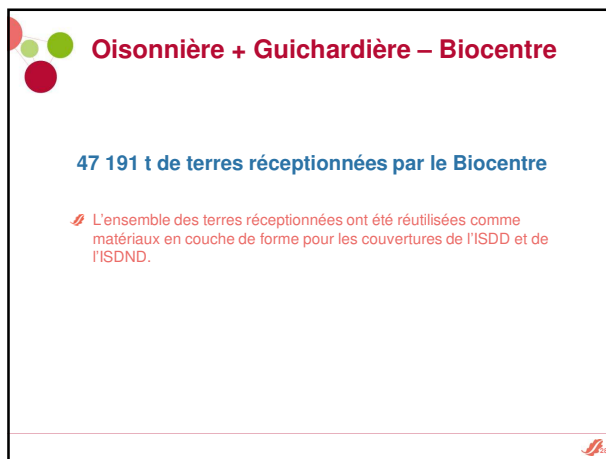 Oisonnière + Guichardière – Biocentre
47 191 t de terres réceptionnées par le Biocentre
L'ensemble des terres réceptionnées ont été réutilisées comme
matériaux en couche de forme pour les couvertures de l'ISDD et de
l'ISDND.